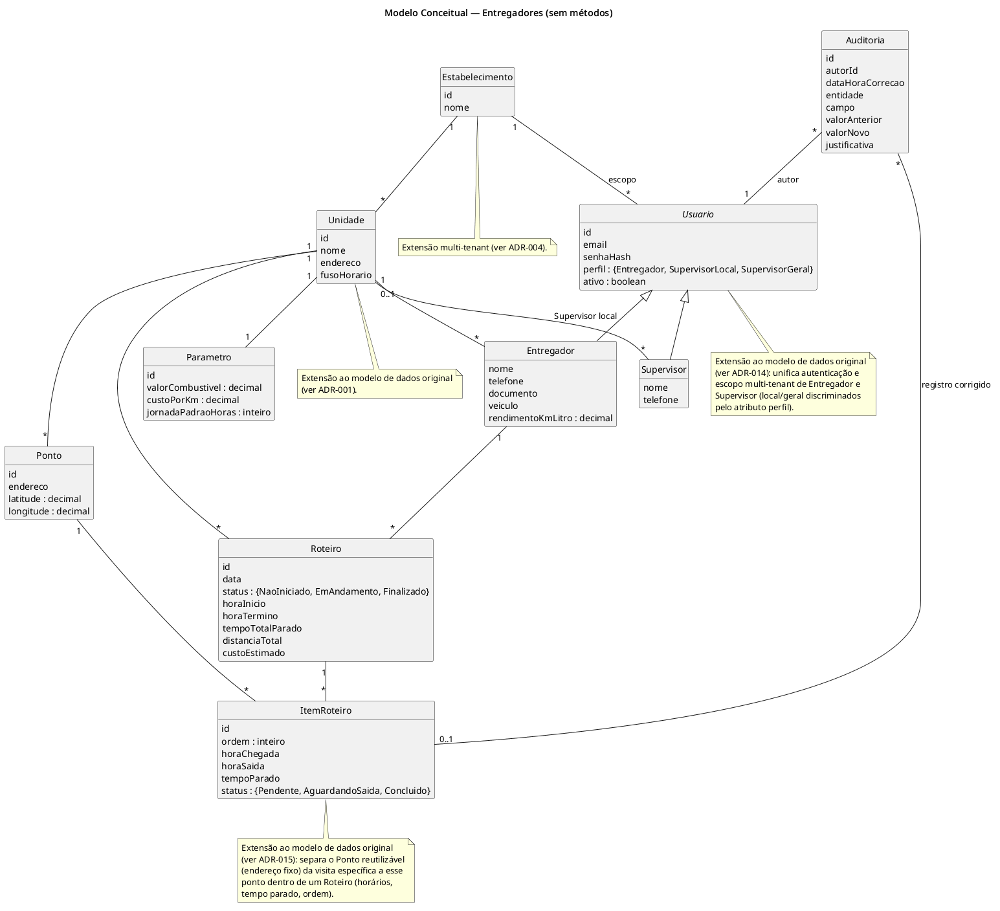 Modelo Conceitual — Entregadores (sem métodos)
Auditoria
id
autorId
dataHoraCorrecao
entidade
campo
valorAnterior
valorNovo
justificativa
Estabelecimento
id
nome
1
1
*
*
escopo
autor
*
*
1
Unidade
id
nome
endereco
fusoHorario
Extensão multi-tenant (ver ADR-004).
Usuario
id
email
senhaHash
perfil : {Entregador, SupervisorLocal, SupervisorGeral}
ativo : boolean
1
1
1
1
0..1
Supervisor local
1
*
*
Parametro
id
valorCombustivel : decimal
custoPorKm : decimal
jornadaPadraoHoras : inteiro
Extensão ao modelo de dados original
(ver ADR-001).
Entregador
nome
telefone
documento
veiculo
rendimentoKmLitro : decimal
Supervisor
nome
telefone
Extensão ao modelo de dados original
(ver ADR-014): unifica autenticação e
escopo multi-tenant de Entregador e
Supervisor (local/geral discriminados
pelo atributo perfil).
registro corrigido
*
1
Ponto
id
endereco
latitude : decimal
longitude : decimal
1
*
*
Roteiro
id
data
status : {NaoIniciado, EmAndamento, Finalizado}
horaInicio
horaTermino
tempoTotalParado
distanciaTotal
custoEstimado
1
*
*
0..1
ItemRoteiro
id
ordem : inteiro
horaChegada
horaSaida
tempoParado
status : {Pendente, AguardandoSaida, Concluido}
Extensão ao modelo de dados original
(ver ADR-015): separa o Ponto reutilizável
(endereço fixo) da visita específica a esse
ponto dentro de um Roteiro (horários,
tempo parado, ordem).